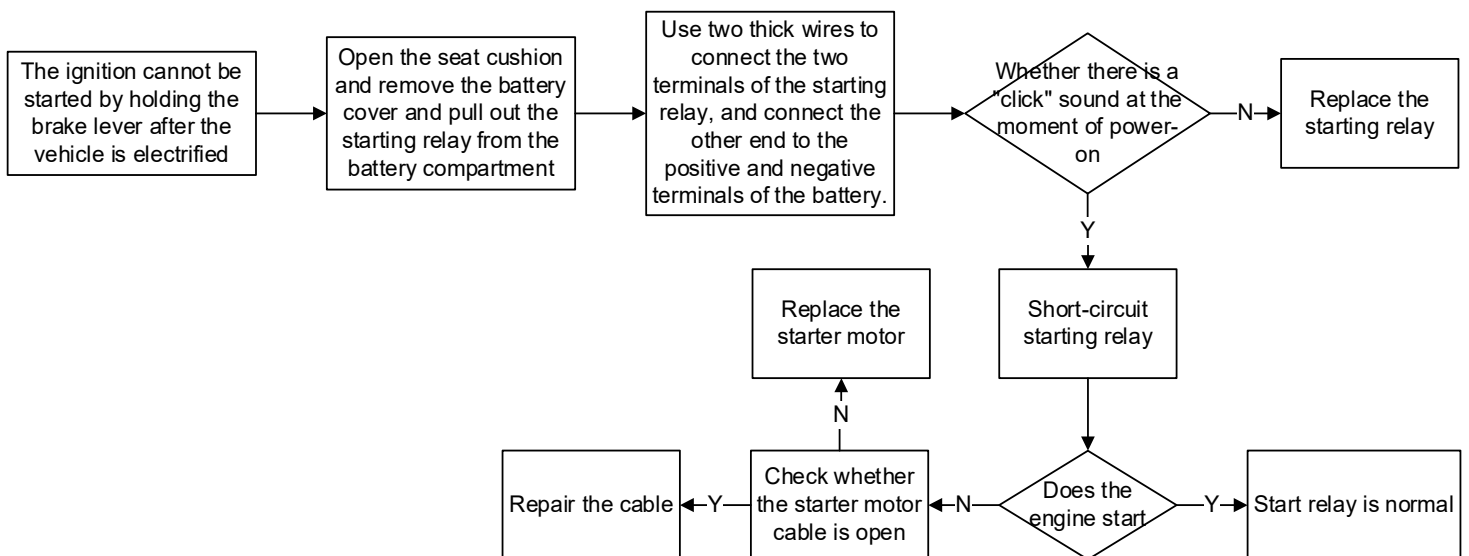 The ignition cannot be
started by holding the
brake lever after the
vehicle is electrified
Open the seat cushion
and remove the battery
cover and pull out the
starting relay from the
battery compartment
Use two thick wires to
connect the two
terminals of the starting
relay, and connect the
other end to the
positive and negative
terminals of the battery.
Whether there is a
"click" sound at the
moment of power-
on
N
Replace the
starting relay
Y
Replace the
starter motor
Short-circuit
starting relay
N
Repair the cable
Y
Check whether
the starter motor
cable is open
N
Does the
engine start
Y
Start relay is normal